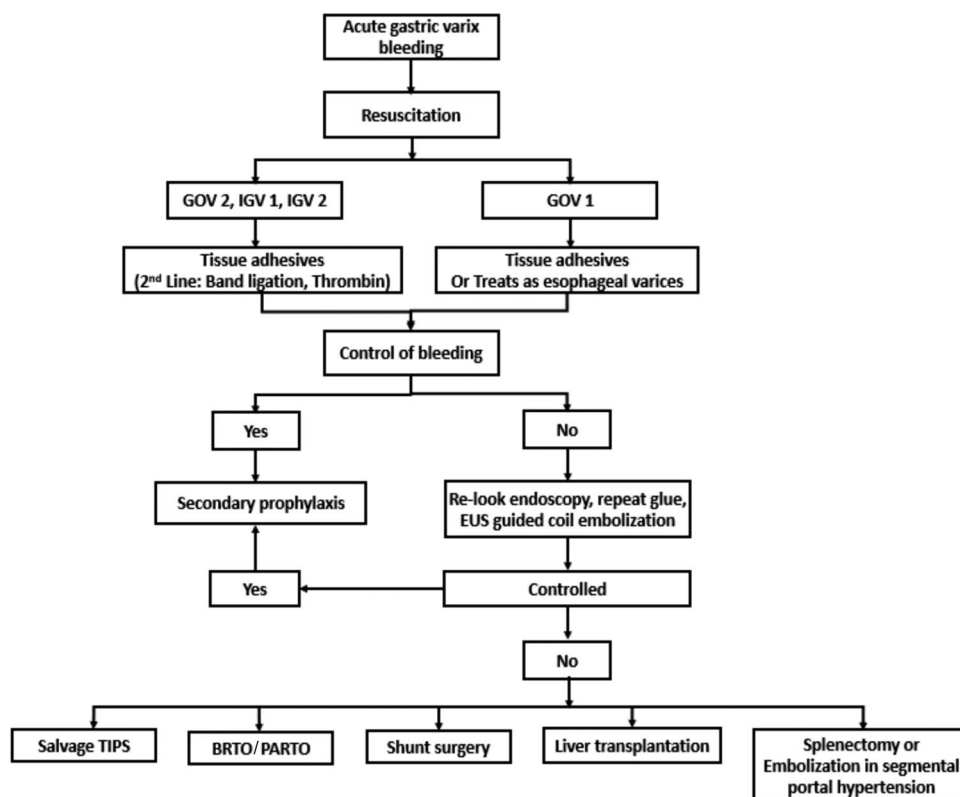 Acute gastric varix
bleeding
Resuscitation
GOV 2, IGV 1, IGV 2
GOV 1
Tissue adhesives
(2nd Line: Band ligation, Thrombin)
Tissue adhesives
Or Treats as esophageal varices
Control of bleeding
Yes
No
Secondary prophylaxis
Re-look endoscopy, repeat glue,
EUS guided coil embolization
Yes
Controlled
No
Salvage TIPS
BRTO/PARTO
Shunt surgery
Liver transplantation
Splenectomy or
Embolization in segmental
portal hypertension